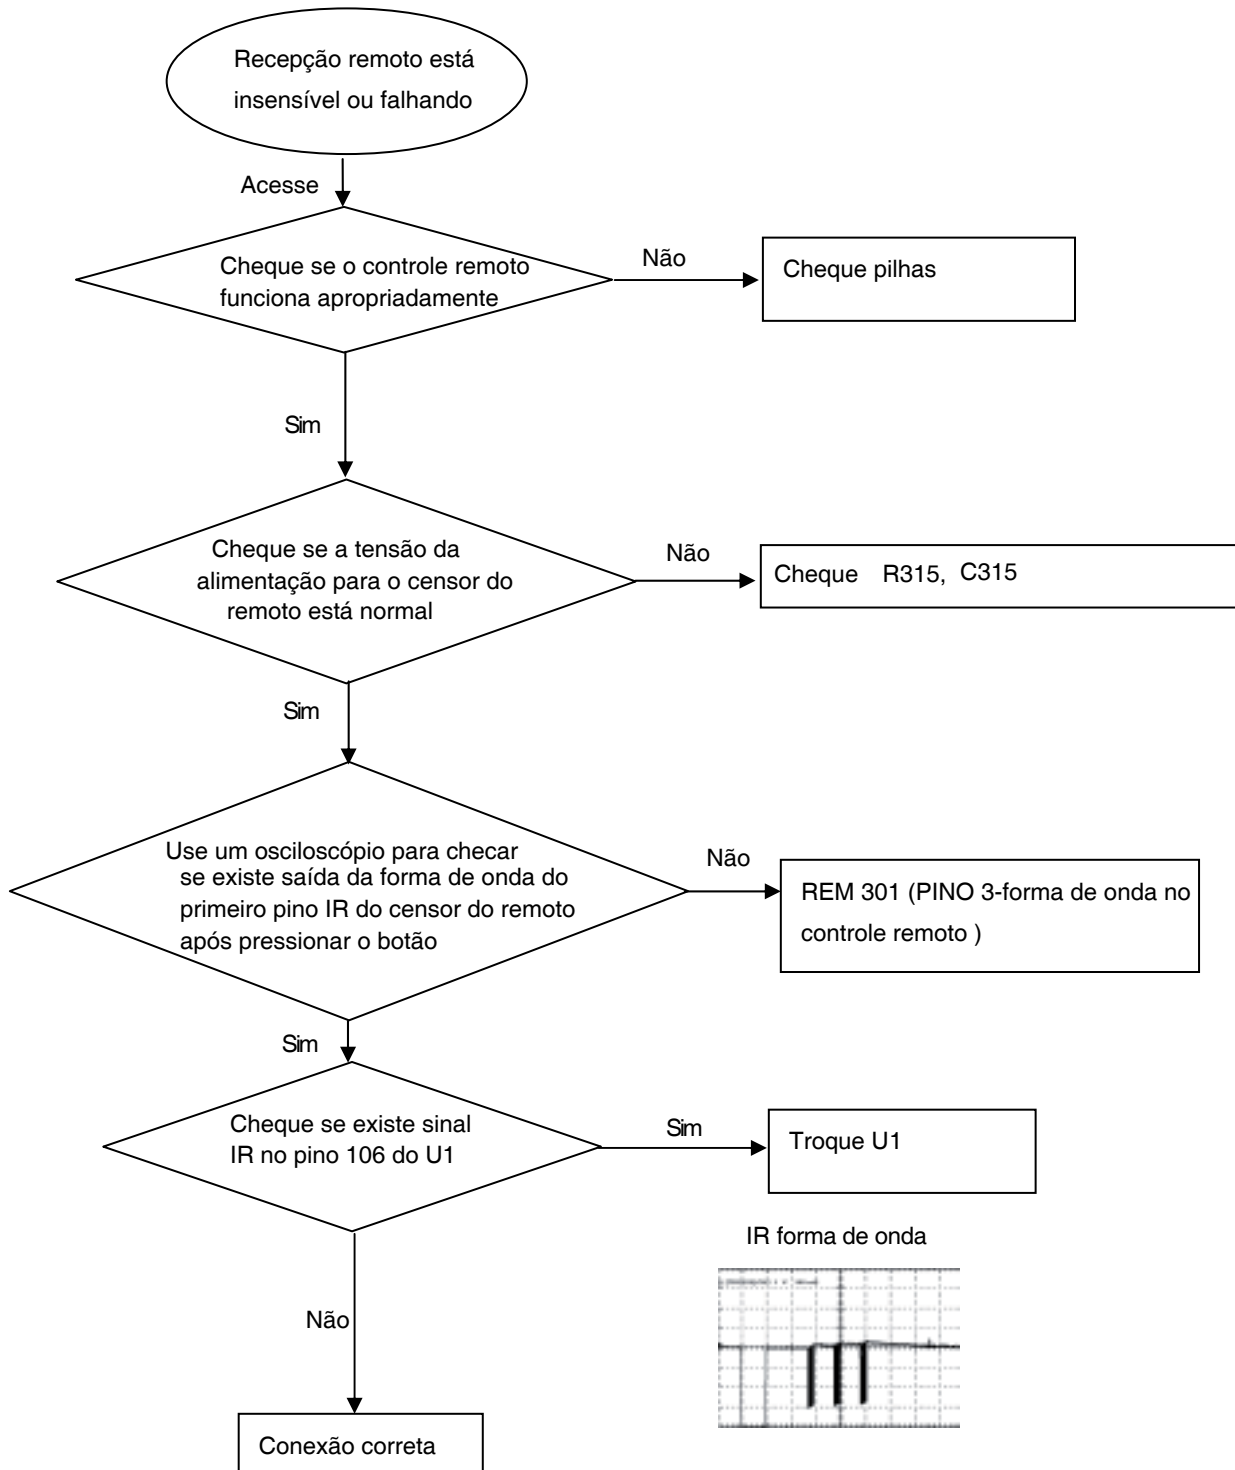 Recepção remoto está
insensível ou falhando
Acesse
Cheque se o controle remoto
funciona apropriadamente
Não
Cheque pilhas
Sim
Cheque se a tensão da
alimentação para o censor do
remoto está normal
Não
Cheque R315, C315
Sim
Use um osciloscópio para checar
se existe saída da forma de onda do
primeiro pino IR do censor do remoto
após pressionar o botão
Não
REM 301 (PINO 3-forma de onda no
controle remoto )
Sim
Cheque se existe sinal
IR no pino 106 do U1
Sim
Troque U1
IR forma de onda
Não
Conexão correta